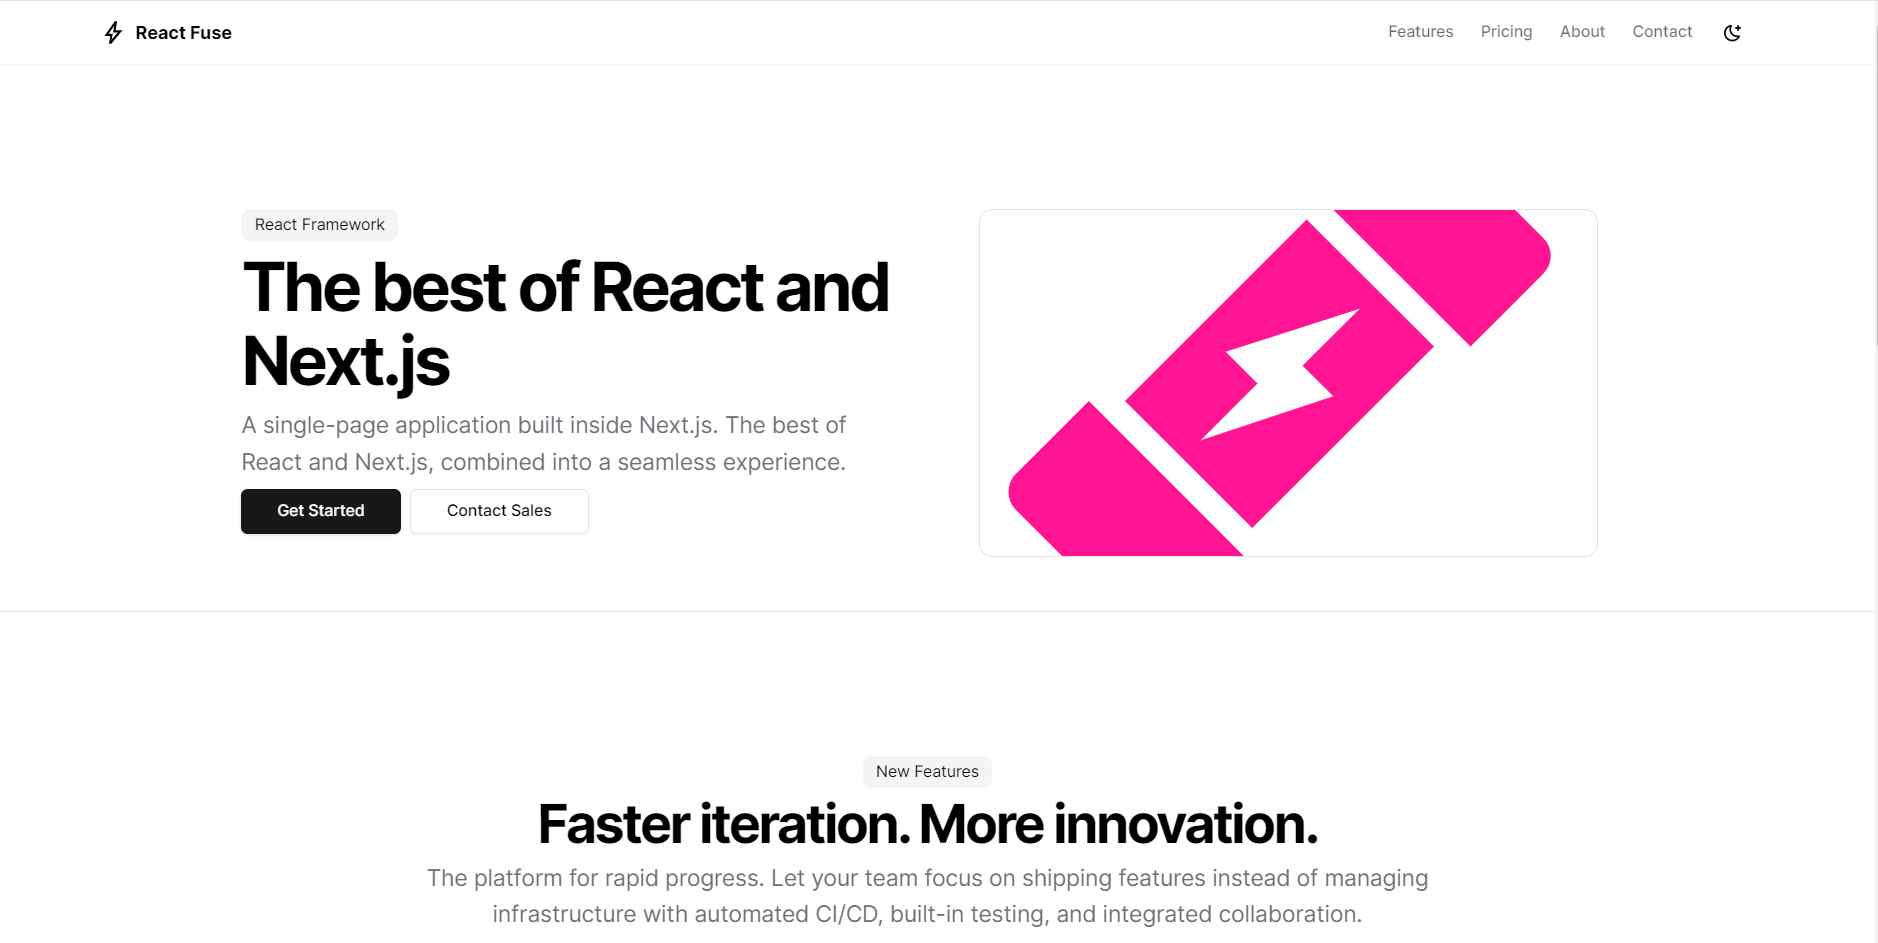 React Fuse
Features Pricing About Contact
React Framework
The best of React and
Next.js
A single-page application built inside Next.js. The best of
React and Next.js, combined into a seamless experience.
Get Started Contact Sales
New Features
Faster iteration. More innovation.
The platform for rapid progress. Let your team focus on shipping features instead of managing
infrastructure with automated CI/CD, built-in testing, and integrated collaboration.